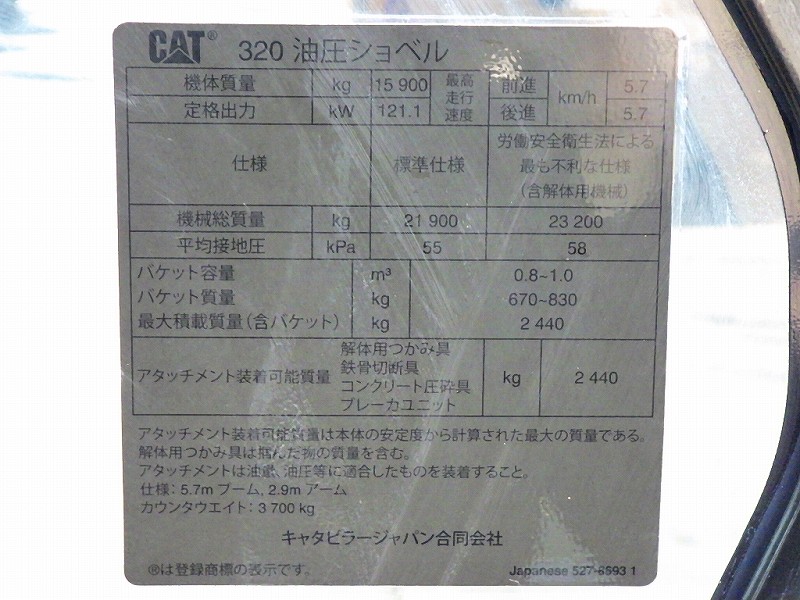 CAT® 320 油圧ショベル
機体質量 kg 15 900 最高走行速度 前進 km/h 5.7
定格出力 kW 121.1 後進 5.7
仕様 標準仕様 労働安全衛生法による最も不利な仕様(含解体用機械)
機械総質量 kg 21 900 23 200
平均接地圧 kPa 55 58
バケット容量 m³ 0.8~1.0
バケット質量 kg 670~830
最大積載質量(含バケット) kg 2 440
アタッチメント装着可能質量 解体用つかみ具 kg 2 440
鉄骨切断具
コンクリート圧砕具
ブレーカユニット
アタッチメント装着可能質量は本体の安定度から計算された最大の質量である。
解体用つかみ具は掴んだ物の質量を含む。
アタッチメントは油量、油圧等に適合したものを装着すること。
仕様:5.7m ブーム, 2.9m アーム
カウンタウエイト:3 700 kg
キャタピラージャパン合同会社
®は登録商標の表示です。 Japanese 527-6593 1